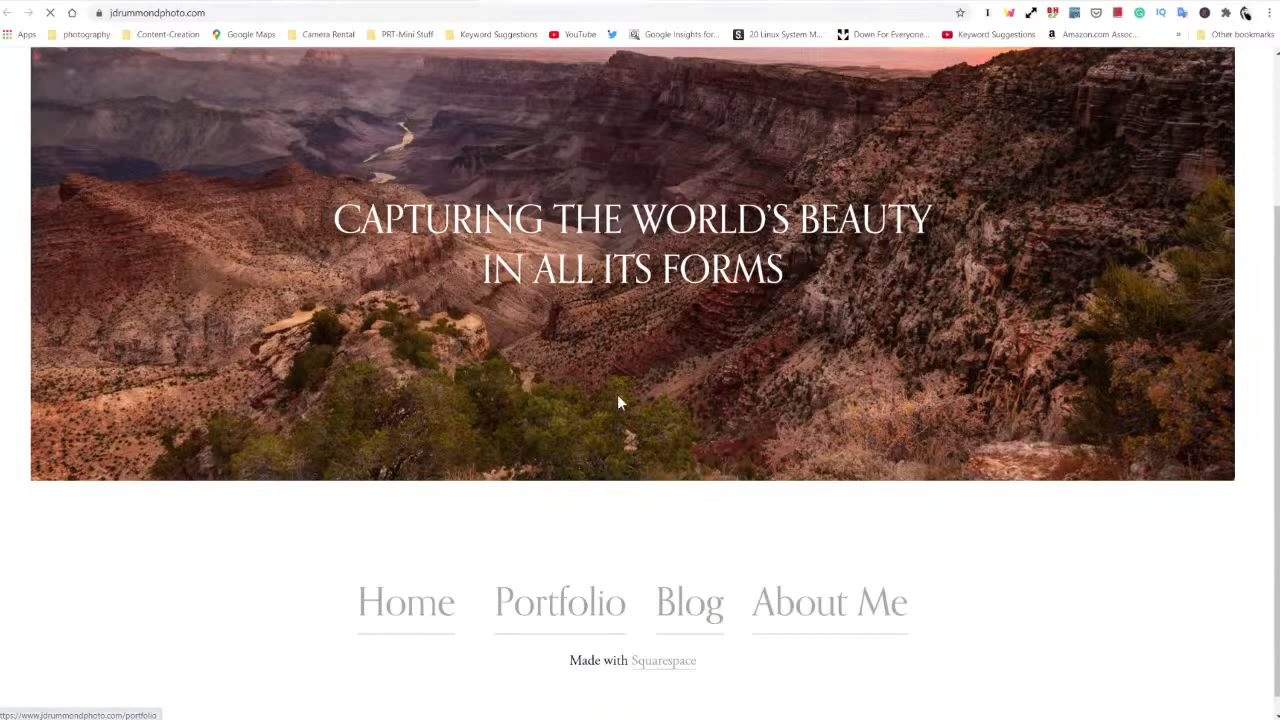 jdrummondphoto.com
Apps
photography
Content-Creation
Google Maps
Camera Rental
PRT-Mini Stuff
Keyword Suggestions
YouTube
Google Insights for...
20 Linux System M...
Down For Everyone...
Keyword Suggestions
Amazon.com Assoc...
»
Other bookmarks
CAPTURING THE WORLD'S BEAUTY
IN ALL ITS FORMS
Home
Portfolio
Blog
About Me
Made with Squarespace
ttps://www.jdrummondphoto.com/portfolio